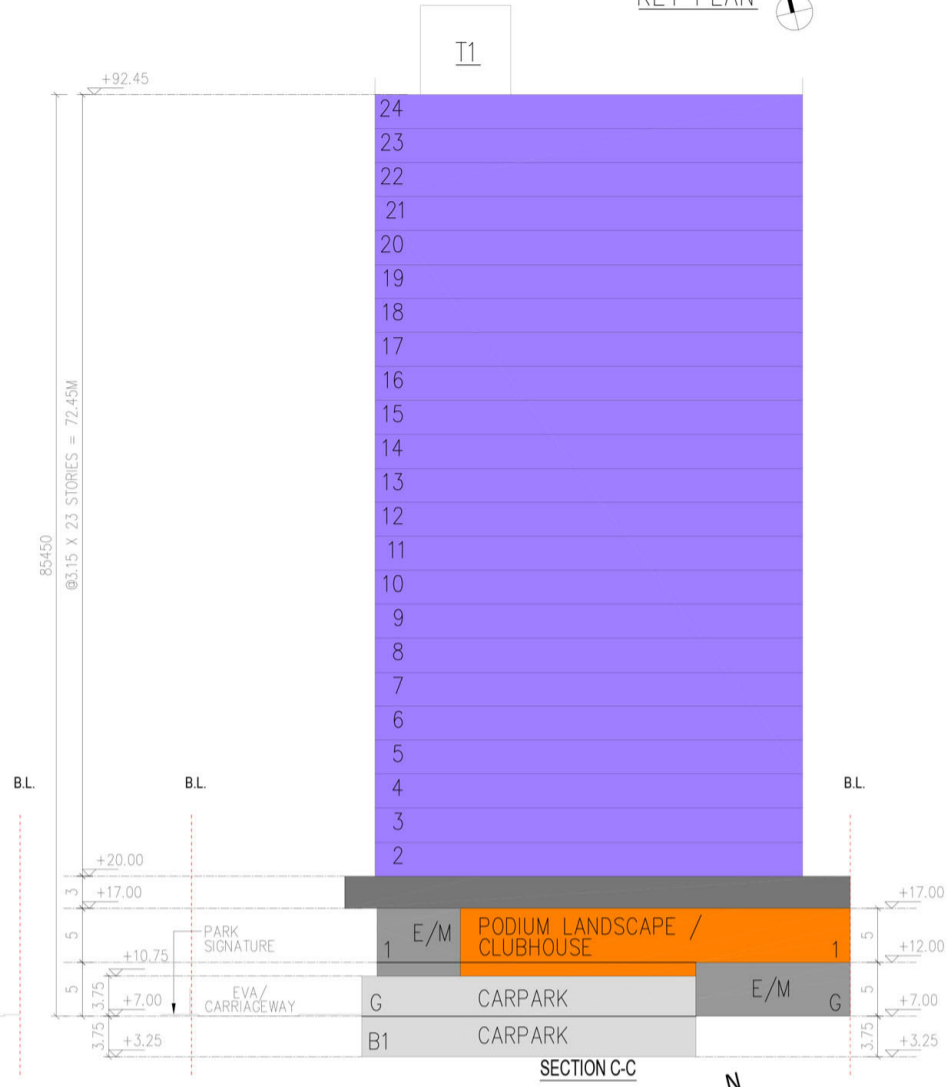 KEY PLAN
T1
+92.45
24
23
22
21
20
19
18
17
16
15
14
13
12
11
10
9
8
7
6
5
4
3
2
85450
@3.15 X 23 STORIES = 72.45M
B.L.
B.L.
B.L.
+20.00
3
+17.00
+17.00
5
PARK
SIGNATURE
1
E/M
PODIUM LANDSCAPE /
CLUBHOUSE
1
5
+12.00
+10.75
5
3.75
+7.00
EVA/
CARRIAGEWAY
G
CARPARK
E/M
G
5
+7.00
3.75
+3.25
B1
CARPARK
3.75
+3.25
SECTION C-C
N